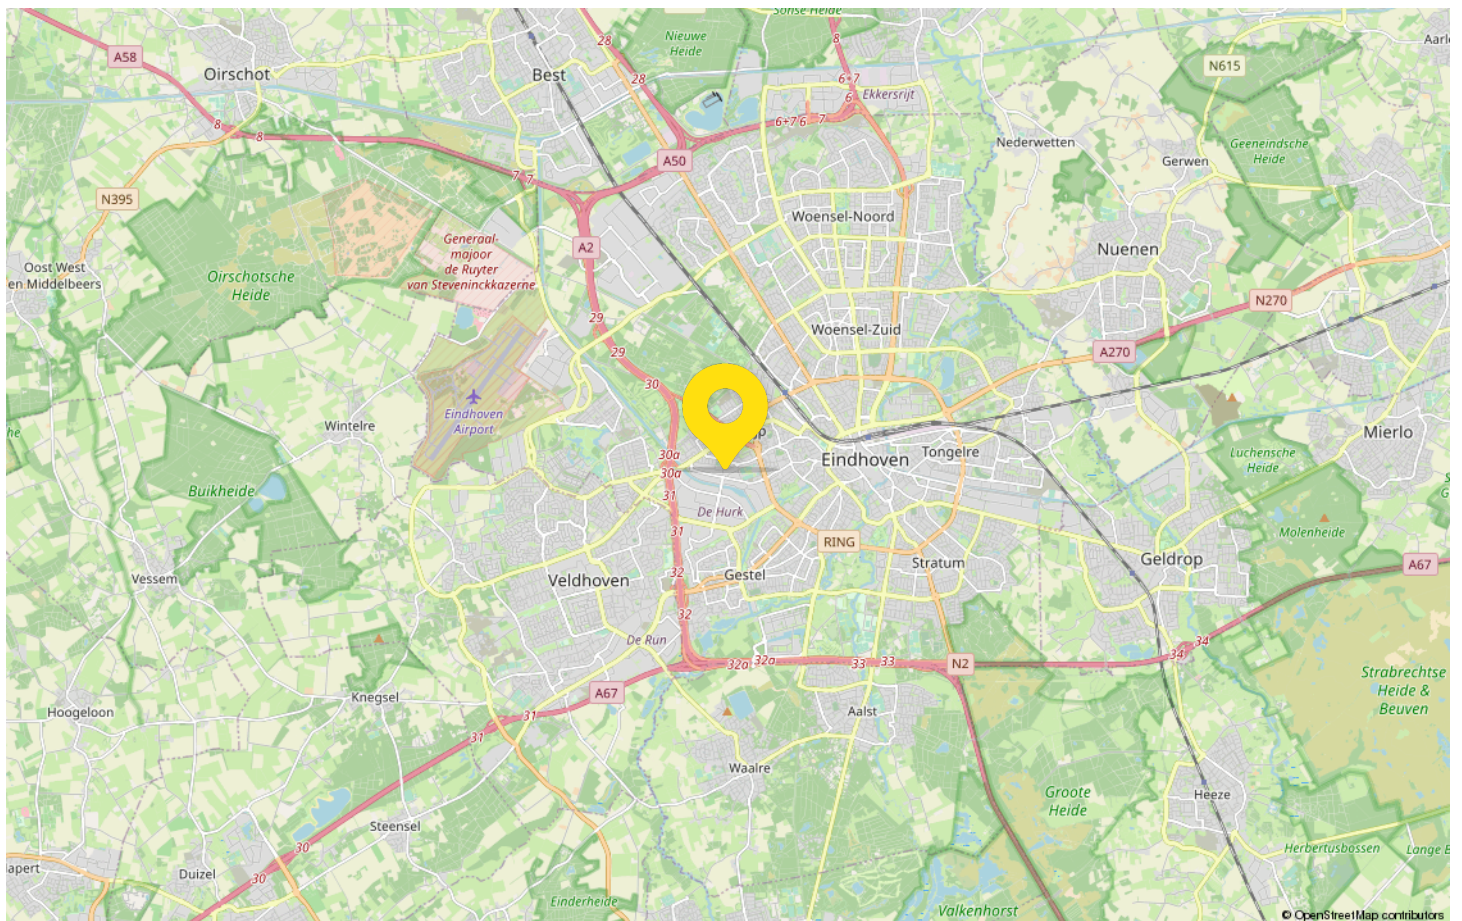 Sonse Heide
28
8
Nieuwe
Heide
Aarl
A58
Oirschot
Best
28
6+7
N615
6
Ekkersrijt
8
8
6+7 6
7
Nederwetten
Geeneindsche
Heide
A50
Gerwen
7
7
N395
Woensel-Noord
Generaal-
majoor
de Ruyter
van Steveninckkazerne
A2
Nuenen
Oost West
en Middelbeers
Oirschotsche
Heide
N270
29
Woensel-Zuid
29
A270
30
Eindhoven
Airport
Wintelre
Mierlo
he
30a
30a
Eindhoven
Tongelre
Luchensche
Heide
Buikheide
31
De Hurk
31
Molenheide
RING
Vessem
Veldhoven
32
Gestel
Stratum
Geldrop
A67
32
De Run
32a
32a
33
33
N2
34
34
Strabrechtse
Heide &
Beuven
Knegsel
A67
Hoogeloon
31
31
Aalst
Waalre
Groote
Heide
Heeze
Steensel
30
Herbertusbossen
Lange B
apert
Duizel
30
Einderheide
Valkenhorst
© OpenStreetMap contributors